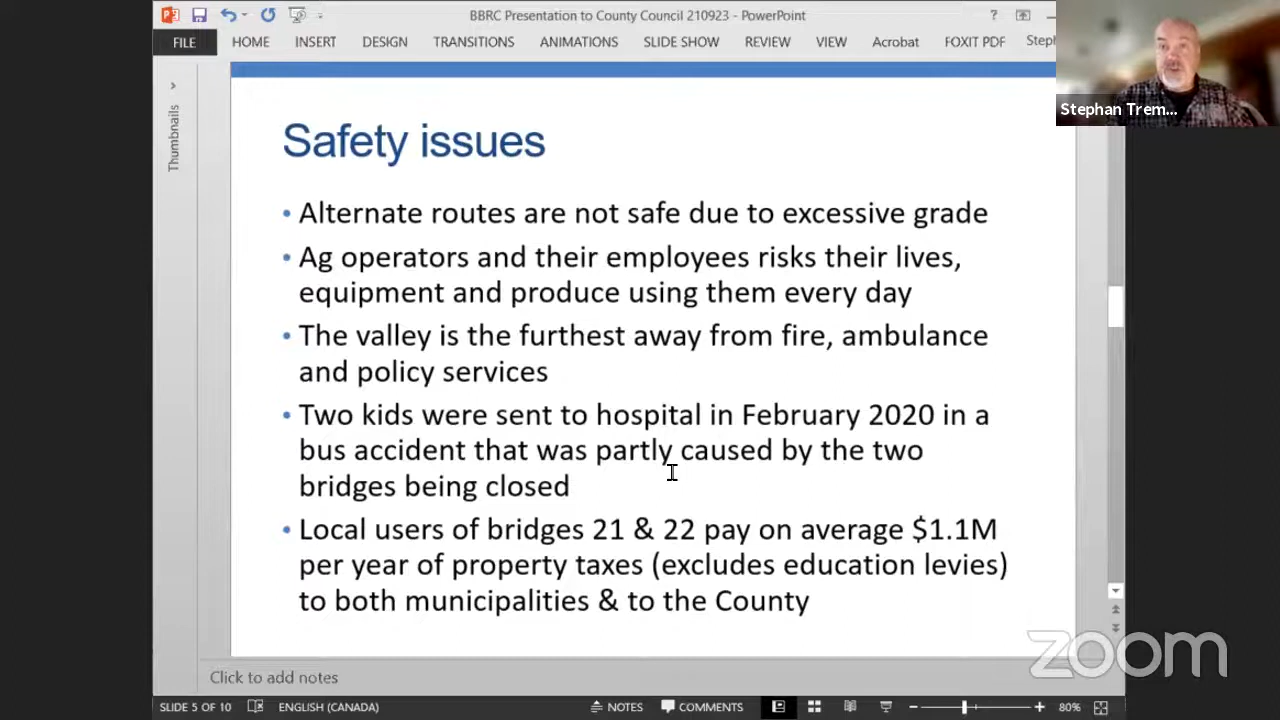 BBRC Presentation to County Council 210923 - PowerPoint
?
FILE HOME INSERT DESIGN TRANSITIONS ANIMATIONS SLIDE SHOW REVIEW VIEW Acrobat FOXIT PDF Steph
Stephan Trem...
Thumbnails
Safety issues
• Alternate routes are not safe due to excessive grade
• Ag operators and their employees risks their lives,
equipment and produce using them every day
• The valley is the furthest away from fire, ambulance
and policy services
• Two kids were sent to hospital in February 2020 in a
bus accident that was partly caused by the two
bridges being closed
• Local users of bridges 21 & 22 pay on average $1.1M
per year of property taxes (excludes education levies)
to both municipalities & to the County
zoom
Click to add notes
SLIDE 5 OF 10 ENGLISH (CANADA) NOTES COMMENTS 80%